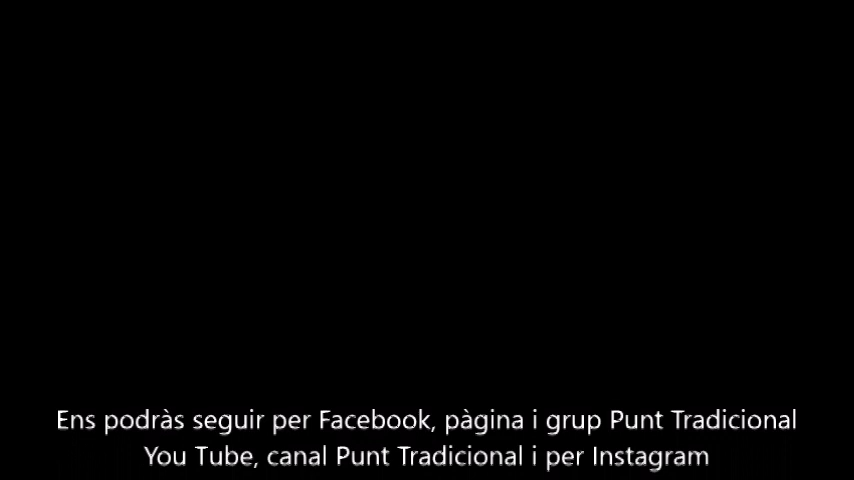 Ens podràs seguir per Facebook, pàgina i grup Punt Tradicional
You Tube, canal Punt Tradicional i per Instagram